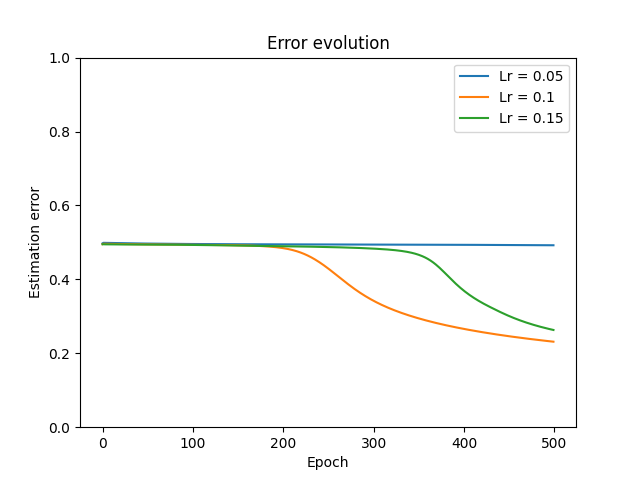 Error evolution
Lr = 0.05
Lr = 0.1
Lr = 0.15
Estimation error
1.0
0.8
0.6
0.4
0.2
0.0
0 100 200 300 400 500
Epoch